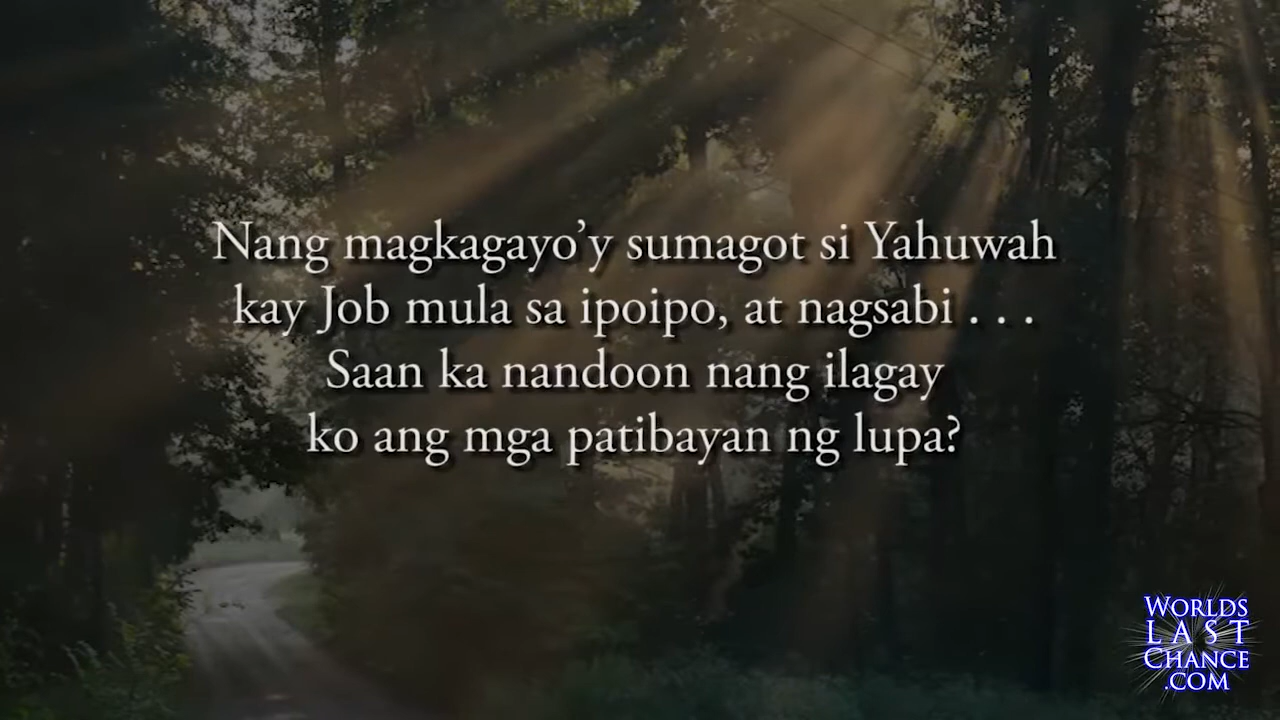 Nang magkagayo’y sumagot si Yahuwah
kay Job mula sa ipoipo, at nagsabi . . .
Saan ka nandoon nang ilagay
ko ang mga patibayan ng lupa?
WORLDS
LAST
CHANCE
.COM